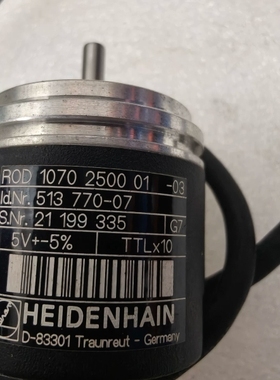 ROD 1070 2500 01 -03
Id.Nr. 513 770-07
S.Nr. 21 199 335 G7
5V+-5% TTLx10
HEIDENHAIN
D-83301 Traunreut - Germany